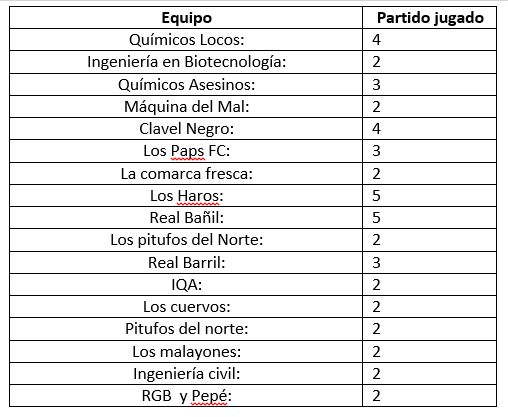 Equipo Partido jugado
Químicos Locos: 4
Ingeniería en Biotecnología: 2
Químicos Asesinos: 3
Máquina del Mal: 2
Clavel Negro: 4
Los Paps FC: 3
La comarca fresca: 2
Los Haros: 5
Real Bañil: 5
Los pitufos del Norte: 2
Real Barril: 3
IQA: 2
Los cuervos: 2
Pitufos del norte: 2
Los malayones: 2
Ingeniería civil: 2
RGB y Pepé: 2